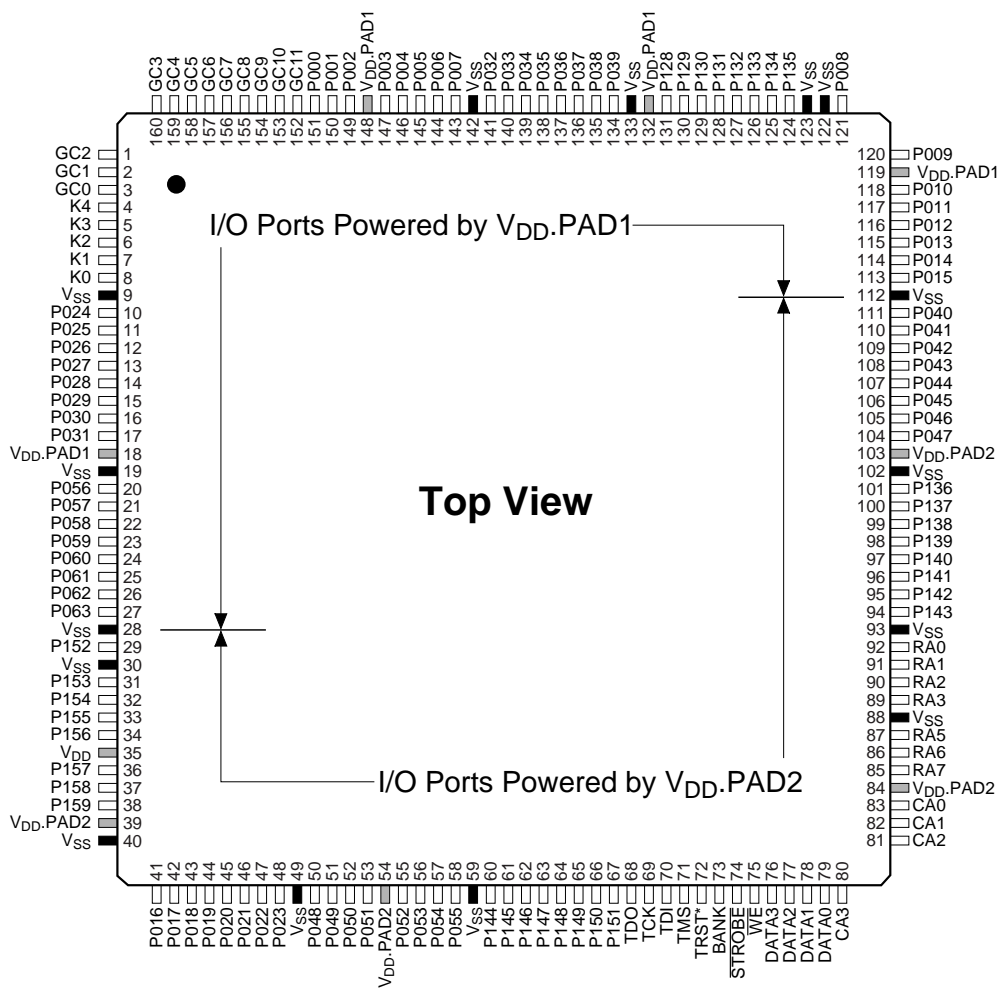 GC3 160
GC4 159
GC5 158
GC6 157
GC7 156
GC8 155
GC9 154
GC10 153
GC11 152
P000 151
P001 150
P002 149
VDD.PAD1 148
P003 147
P004 146
P005 145
P006 144
P007 143
VSS 142
P032 141
P033 140
P034 139
P035 138
P036 137
P037 136
P038 135
P039 134
VSS 133
VDD.PAD1 132
P128 131
P129 130
P130 129
P131 128
P132 127
P133 126
P134 125
P135 124
VSS 123
VSS 122
P008 121
GC2 1
GC1 2
GC0 3
K4 4
K3 5
K2 6
K1 7
K0 8
VSS 9
P024 10
P025 11
P026 12
P027 13
P028 14
P029 15
P030 16
P031 17
VDD.PAD1 18
VSS 19
P056 20
P057 21
P058 22
P059 23
P060 24
P061 25
P062 26
P063 27
VSS 28
P152 29
VSS 30
P153 31
P154 32
P155 33
P156 34
VDD 35
P157 36
P158 37
P159 38
VDD.PAD2 39
VSS 40
I/O Ports Powered by VDD.PAD1
Top View
I/O Ports Powered by VDD.PAD2
120 P009
119 VDD.PAD1
118 P010
117 P011
116 P012
115 P013
114 P014
113 P015
112 VSS
111 P040
110 P041
109 P042
108 P043
107 P044
106 P045
105 P046
104 P047
103 VDD.PAD2
102 VSS
101 P136
100 P137
99 P138
98 P139
97 P140
96 P141
95 P142
94 P143
93 VSS
92 RA0
91 RA1
90 RA2
89 RA3
88 VSS
87 RA5
86 RA6
85 RA7
84 VDD.PAD2
83 CA0
82 CA1
81 CA2
P016 41
P017 42
P018 43
P019 44
P020 45
P021 46
P022 47
P023 48
VSS 49
P048 50
P049 51
P050 52
P051 53
VDD.PAD2 54
P052 55
P053 56
P054 57
P055 58
VSS 59
P144 60
P145 61
P146 62
P147 63
P148 64
P149 65
P150 66
P151 67
TDO 68
TCK 69
TDI 70
TMS 71
TRST* 72
BANK 73
STROBE 74
WE 75
DATA3 76
DATA2 77
DATA1 78
DATA0 79
CA3 80